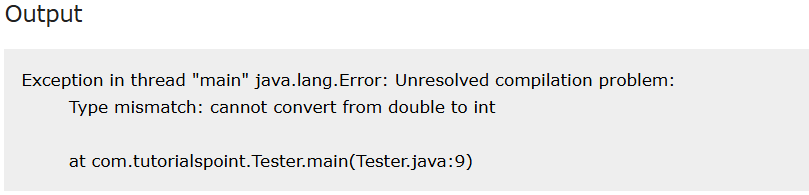 Output
Exception in thread "main" java.lang.Error: Unresolved compilation problem:
Type mismatch: cannot convert from double to int
at com.tutorialspoint.Tester.main(Tester.java:9)